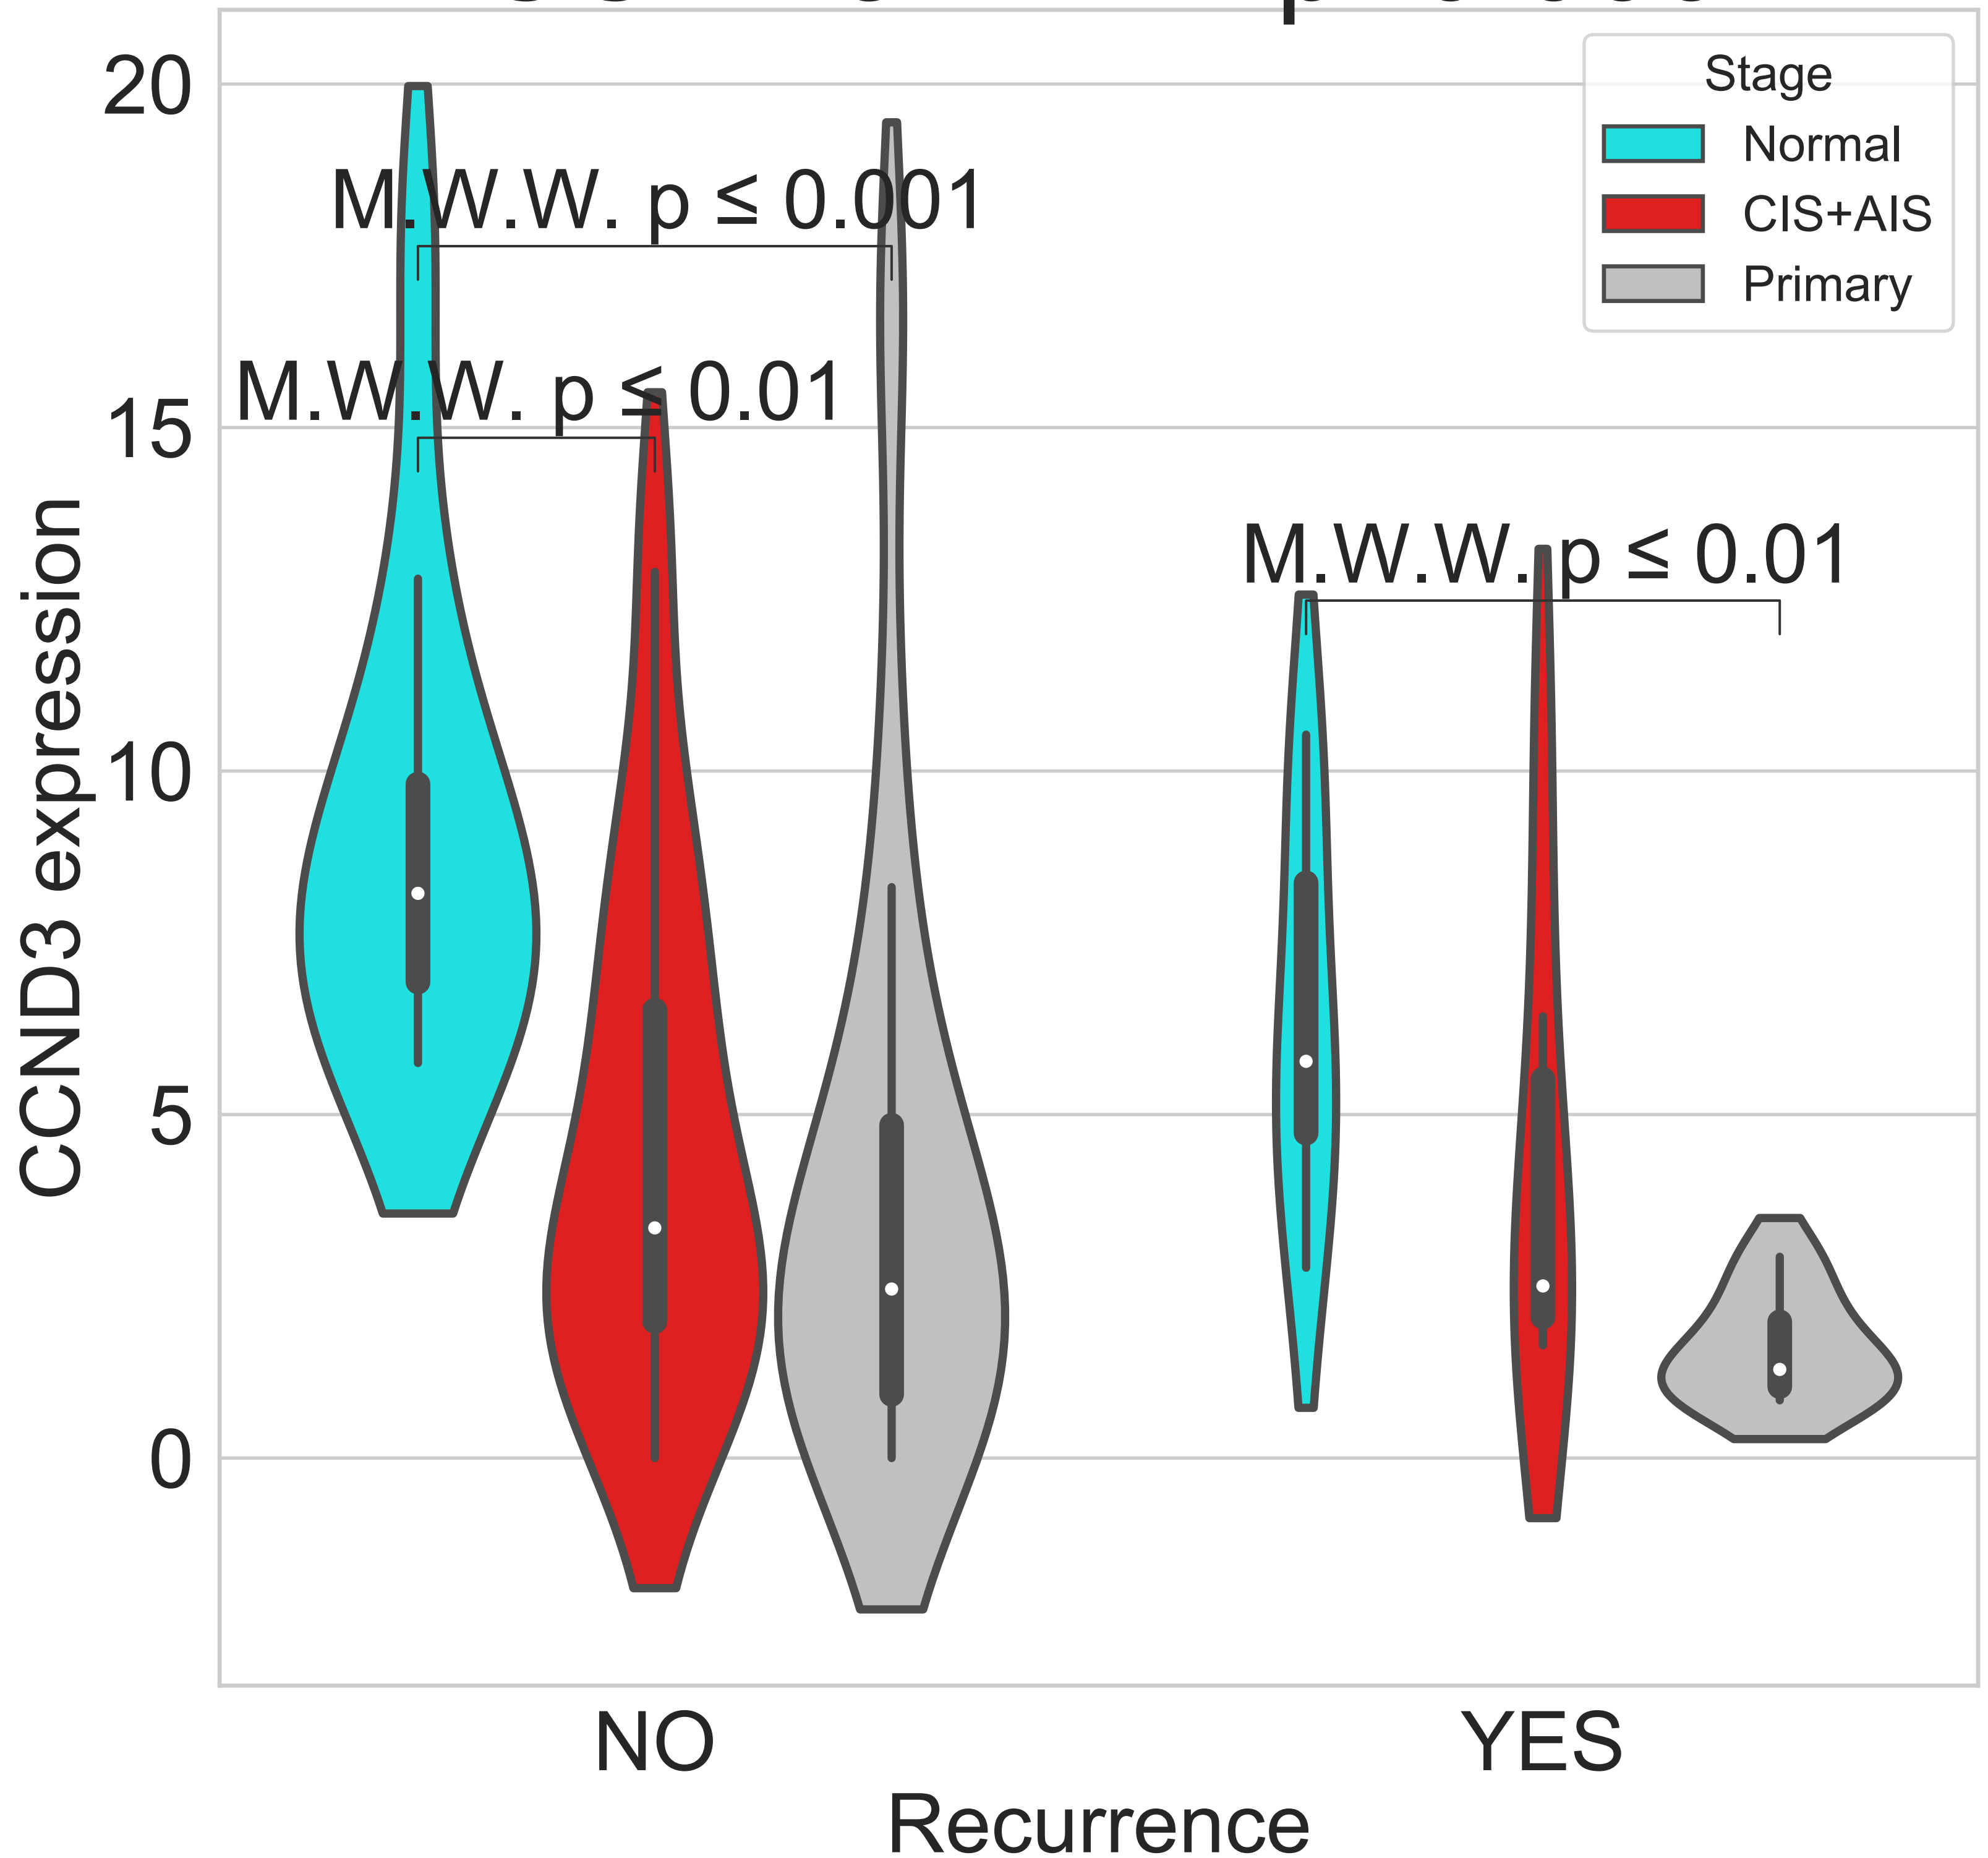 20
15
10
5
0
CCND3 expression
M.W.W. p ≤ 0.001
M.W.W. p ≤ 0.01
M.W.W. p ≤ 0.01
Stage
Normal
CIS+AIS
Primary
NO
YES
Recurrence